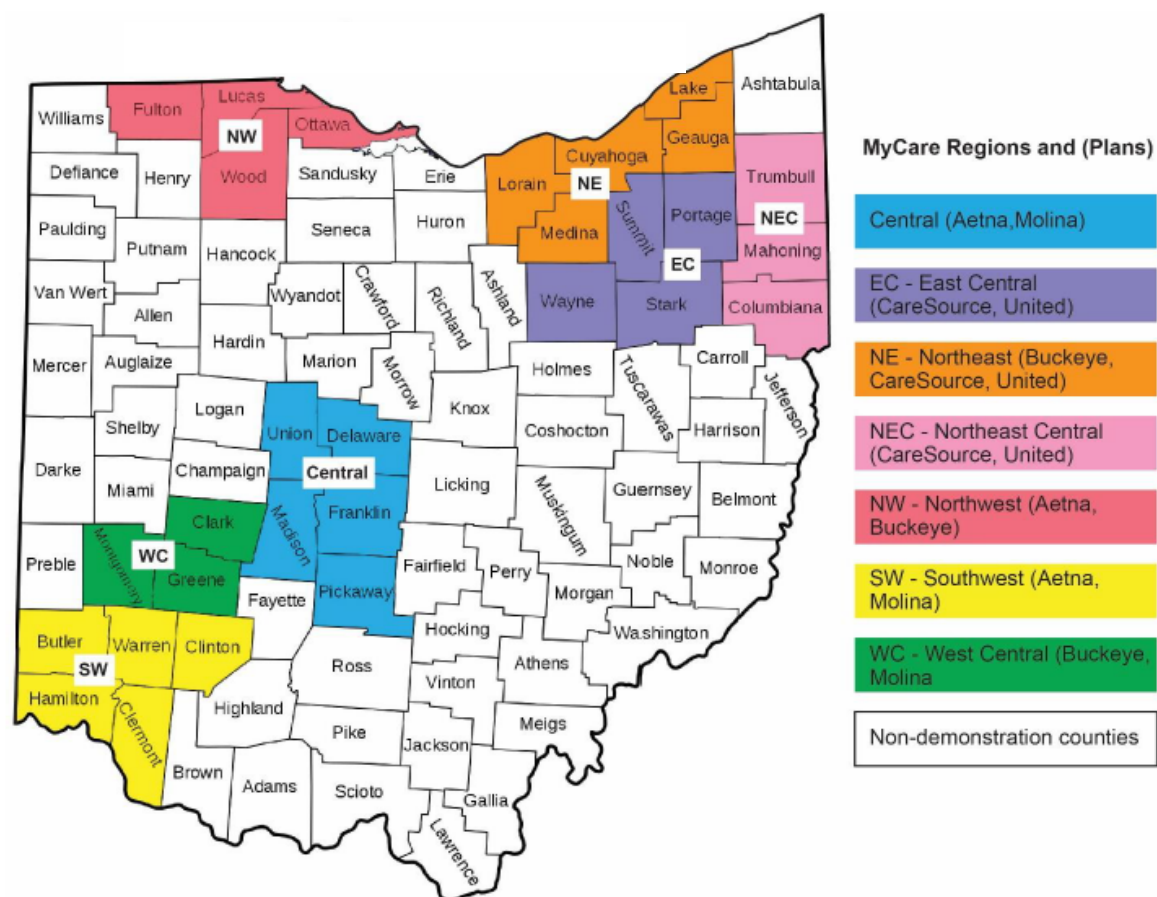 Ashtabula
Lake
Lucas
Fulton
Williams
Geauga
Ottawa
NW
MyCare Regions and (Plans)
Cuyahoga
Defiance
Henry
Wood
Sandusky
Erie
Lorain
NE
Trumbull
Portage
NEC
Central (Aetna,Molina)
Paulding
Huron
Seneca
Medina
Summit
Putnam
Hancock
Mahoning
EC
EC - East Central
(CareSource, United)
Van Wert
Wyandot
Crawford
Richland
Ashland
Wayne
Stark
Columbiana
Allen
Hardin
NE - Northeast (Buckeye,
CareSource, United)
Mercer
Auglaize
Marion
Morrow
Holmes
Tuscarawas
Carroll
Jefferson
Logan
Knox
NEC - Northeast Central
(CareSource, United)
Shelby
Union
Delaware
Coshocton
Harrison
Darke
Champaign
Central
Licking
Muskingum
Guernsey
Belmont
Miami
NW - Northwest (Aetna,
Buckeye)
Clark
Madison
Franklin
Preble
Montgomery
WC
Greene
Fairfield
Perry
Noble
Monroe
SW - Southwest (Aetna,
Molina)
Fayette
Pickaway
Morgan
Washington
Butler
Warren
Clinton
Hocking
WC - West Central (Buckeye,
Molina
SW
Ross
Athens
Hamilton
Clermont
Vinton
Highland
Meigs
Non-demonstration counties
Pike
Jackson
Brown
Adams
Scioto
Gallia
Lawrence